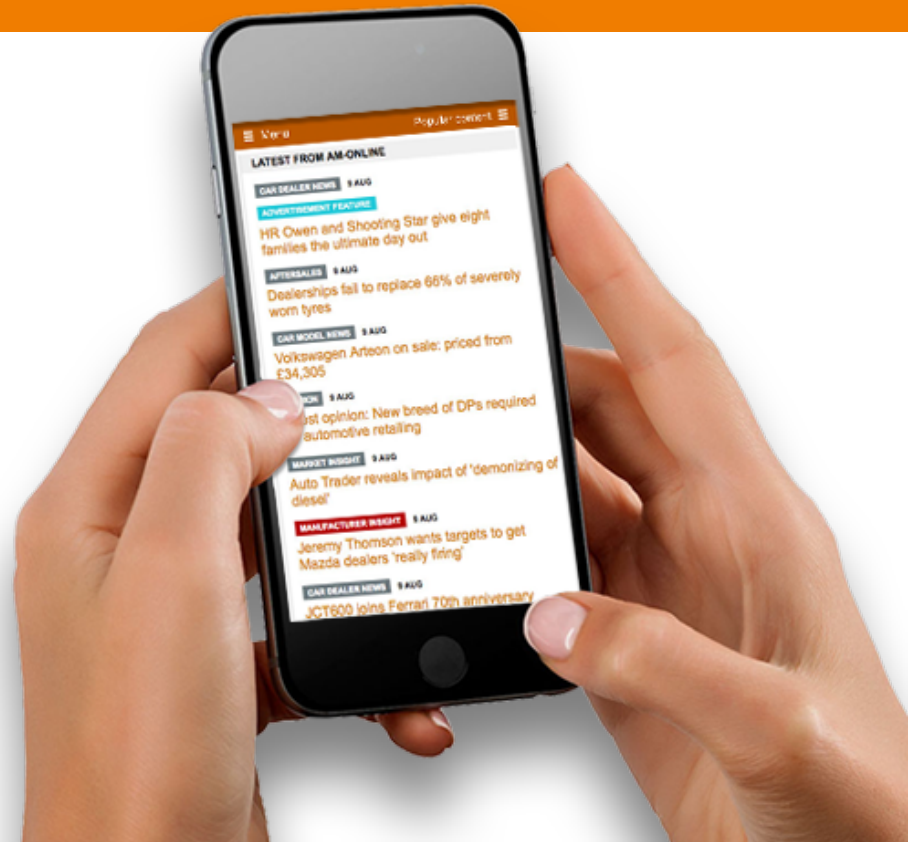 Menu
Popular content
LATEST FROM AM-ONLINE
CAR DEALER NEWS 9 AUG
ADVERTISEMENT FEATURE
HR Owen and Shooting Star give eight
families the ultimate day out
AFTERSALES 9 AUG
Dealerships fail to replace 66% of severely
worn tyres
CAR MODEL NEWS 9 AUG
Volkswagen Arteon on sale: priced from
£34,305
9 AUG
opinion: New breed of DPs required
automotive retailing
MARKET INSIGHT 9 AUG
Auto Trader reveals impact of 'demonizing of
diesel'
MANUFACTURER INSIGHT 9 AUG
Jeremy Thomson wants targets to get
Mazda dealers 'really firing'
CAR DEALER NEWS 9 AUG
JCT600 joins Ferrari 70th anniversary